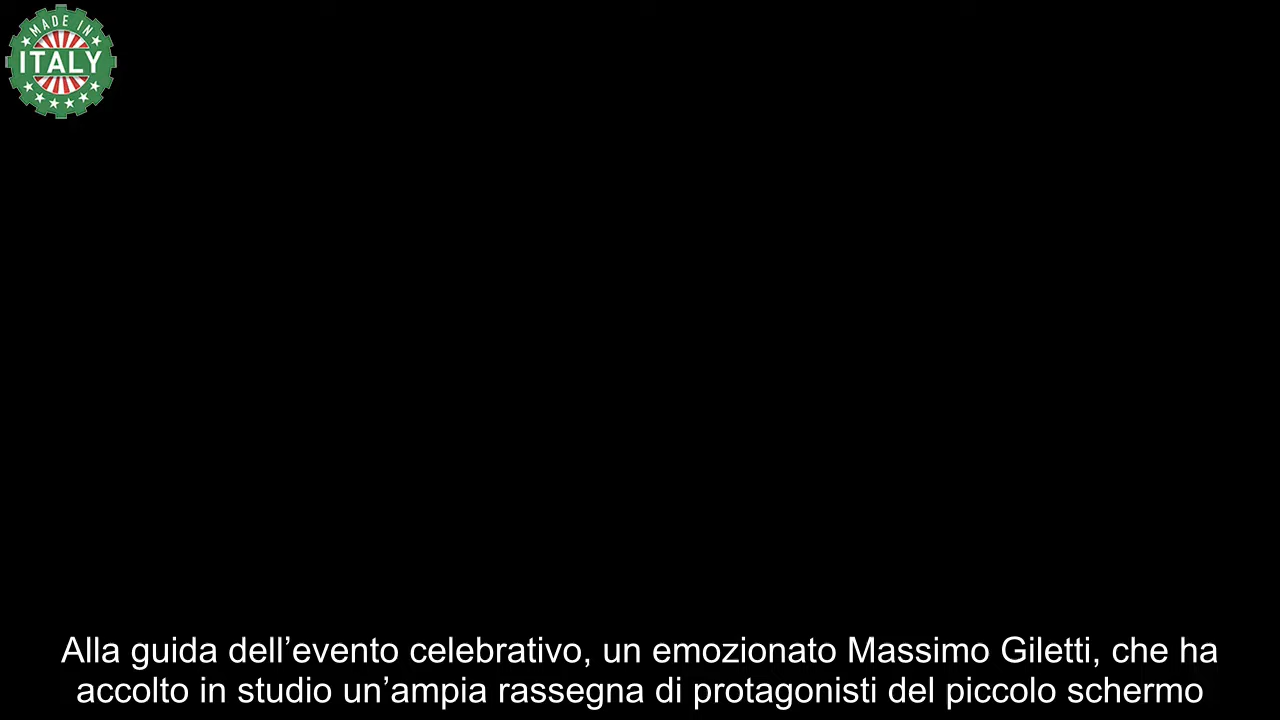 MADE IN
ITALY
Alla guida dell’evento celebrativo, un emozionato Massimo Giletti, che ha
accolto in studio un’ampia rassegna di protagonisti del piccolo schermo